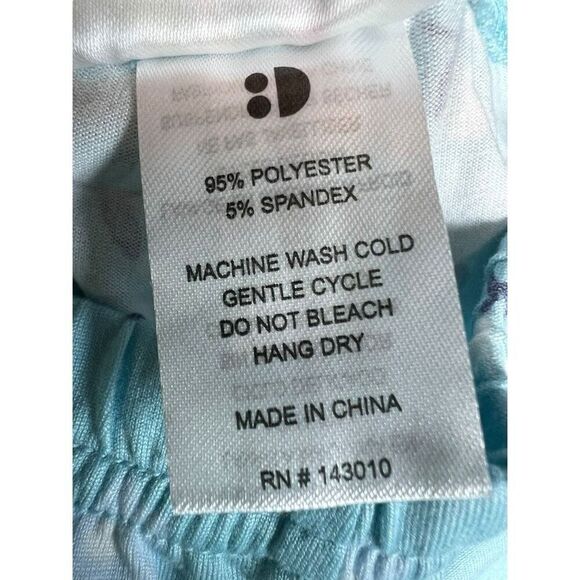 95% POLYESTER
5% SPANDEX
MACHINE WASH COLD
GENTLE CYCLE
DO NOT BLEACH
HANG DRY
MADE IN CHINA
RN # 143010